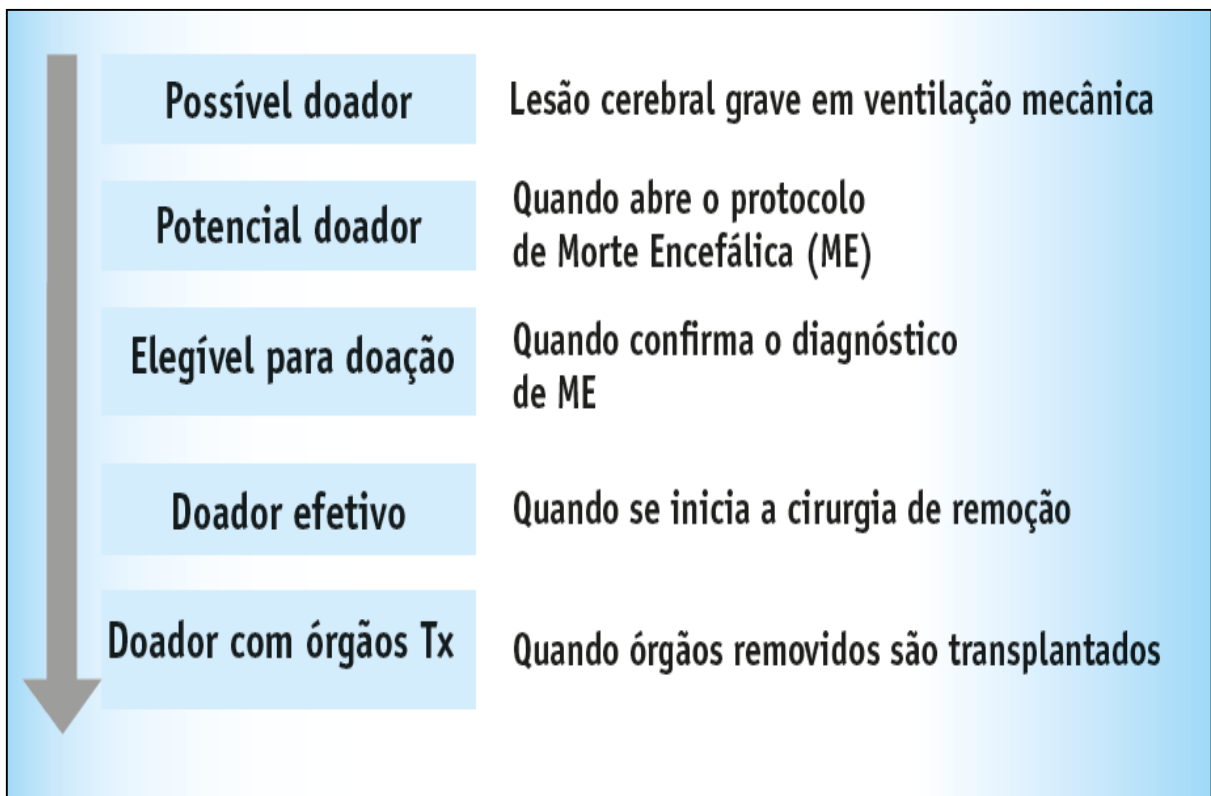 Possível doador
Lesão cerebral grave em ventilação mecânica
Potencial doador
Quando abre o protocolo
de Morte Encefálica (ME)
Elegível para doação
Quando confirma o diagnóstico
de ME
Doador efetivo
Quando se inicia a cirurgia de remoção
Doador com órgãos Tx
Quando órgãos removidos são transplantados